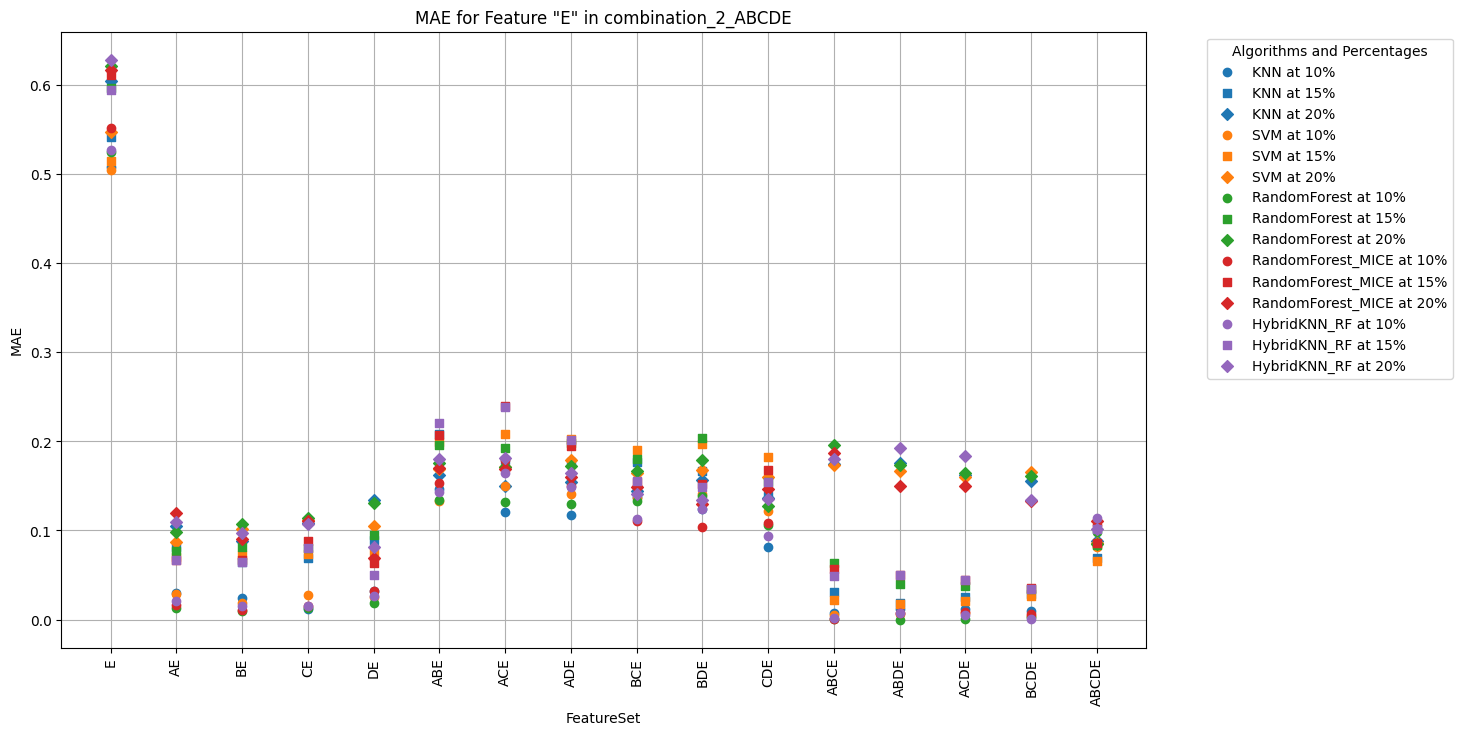 MAE for Feature "E" in combination_2_ABCDE
MAE
0.6
0.5
0.4
0.3
0.2
0.1
0.0
E
AE
BE
CE
DE
ABE
ACE
ADE
BCE
BDE
CDE
ABCE
ABDE
ACDE
BCDE
ABCDE
FeatureSet
Algorithms and Percentages
KNN at 10%
KNN at 15%
KNN at 20%
SVM at 10%
SVM at 15%
SVM at 20%
RandomForest at 10%
RandomForest at 15%
RandomForest at 20%
RandomForest_MICE at 10%
RandomForest_MICE at 15%
RandomForest_MICE at 20%
HybridKNN_RF at 10%
HybridKNN_RF at 15%
HybridKNN_RF at 20%